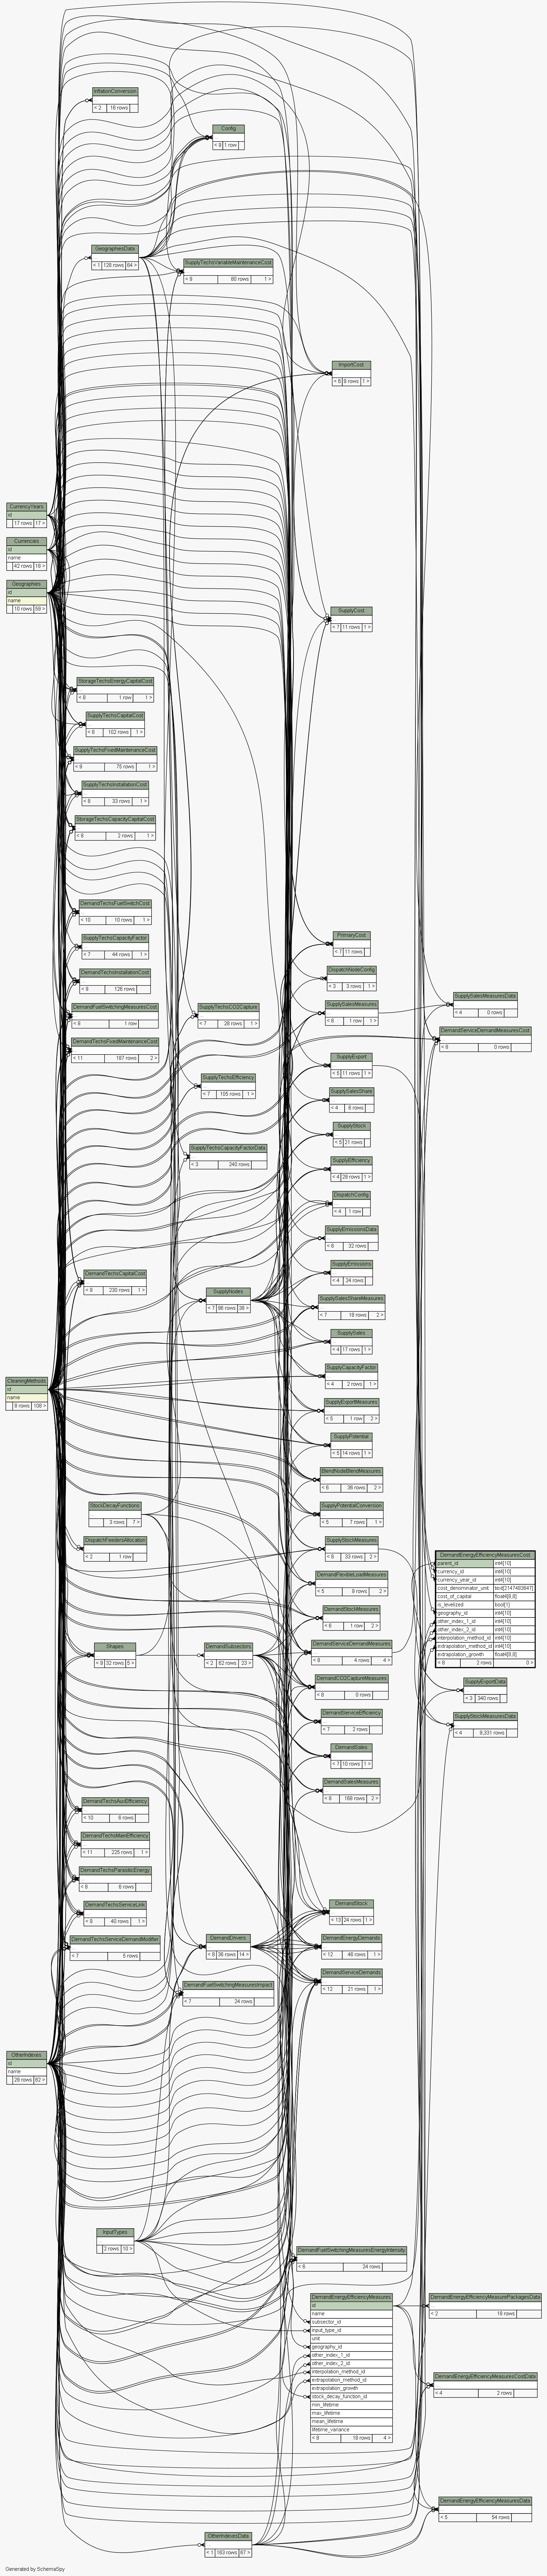 InflationConversion
< 2 16 rows
Config
< 9 1 row
GeographiesData
< 1 128 rows 64 >
SupplyTechsVariableMaintenanceCost
< 9 80 rows 1 >
ImportCost
< 6 9 rows 1 >
CurrencyYears
id
17 rows 17 >
Currencies
id
name
42 rows 18 >
Geographies
id
name
10 rows 59 >
SupplyCost
< 7 11 rows 1 >
StorageTechsEnergyCapitalCost
< 8 1 row 1 >
SupplyTechsCapitalCost
< 8 102 rows 1 >
SupplyTechsFixedMaintenanceCost
< 9 75 rows 1 >
SupplyTechsInstallationCost
< 8 33 rows 1 >
StorageTechsCapacityCapitalCost
< 8 2 rows 1 >
DemandTechsFuelSwitchCost
< 10 10 rows 1 >
SupplyTechsCapacityFactor
< 7 44 rows 1 >
DemandTechsInstallationCost
< 9 126 rows
DemandFuelSwitchingMeasuresCost
< 8 1 row
DemandTechsFixedMaintenanceCost
< 11 187 rows 2 >
PrimaryCost
< 7 11 rows
DispatchNodeConfig
< 3 3 rows 1 >
SupplySalesMeasures
< 6 1 row 1 >
SupplySalesMeasuresData
< 4 0 rows
DemandServiceDemandMeasuresCost
< 8 0 rows
SupplyTechsCO2Capture
< 7 28 rows 1 >
SupplyExport
< 5 11 rows 1 >
SupplyTechsEfficiency
< 7 105 rows 1 >
SupplySalesShare
< 4 6 rows
SupplyStock
< 5 21 rows
SupplyTechsCapacityFactorData
< 3 240 rows
SupplyEfficiency
< 4 28 rows 1 >
DispatchConfig
< 4 1 row
SupplyEmissionsData
< 6 32 rows
SupplyEmissions
< 4 24 rows
DemandTechsCapitalCost
< 9 230 rows 1 >
SupplyNodes
< 7 96 rows 38 >
SupplySalesShareMeasures
< 7 18 rows 2 >
SupplySales
< 4 17 rows 1 >
SupplyCapacityFactor
< 4 2 rows 1 >
CleaningMethods
id
name
9 rows 108 >
SupplyExportMeasures
< 5 1 row 2 >
SupplyPotential
< 5 14 rows 1 >
BlendNodeBlendMeasures
< 6 36 rows 2 >
StockDecayFunctions
3 rows 7 >
SupplyPotentialConversion
< 5 7 rows 1 >
DispatchFeedersAllocation
< 2 1 row
SupplyStockMeasures
< 6 33 rows 2 >
DemandEnergyEfficiencyMeasuresCost
parent_id int4[10]
currency_id int4[10]
currency_year_id int4[10]
cost_denominator_unit text[2147483647]
cost_of_capital float4[8,8]
is_levelized bool[1]
geography_id int4[10]
other_index_1_id int4[10]
other_index_2_id int4[10]
interpolation_method_id int4[10]
extrapolation_method_id int4[10]
extrapolation_growth float4[8,8]
< 8 2 rows 0 >
DemandFlexibleLoadMeasures
< 5 9 rows 2 >
DemandStockMeasures
< 6 1 row 2 >
Shapes
< 9 32 rows 5 >
DemandSubsectors
< 2 62 rows 23 >
DemandServiceDemandMeasures
< 8 4 rows 4 >
DemandCO2CaptureMeasures
< 8 0 rows
SupplyExportData
< 3 340 rows
DemandServiceEfficiency
< 7 2 rows
SupplyStockMeasuresData
< 4 9,331 rows
DemandSales
< 7 10 rows 1 >
DemandSalesMeasures
< 8 168 rows 2 >
DemandTechsAuxEfficiency
< 10 6 rows
DemandTechsMainEfficiency
< 11 225 rows 1 >
DemandTechsParasiticEnergy
< 8 6 rows
DemandTechsServiceLink
< 8 40 rows 1 >
DemandTechsServiceDemandModifier
< 7 5 rows
DemandStock
< 13 24 rows 1 >
DemandDrivers
< 8 36 rows 14 >
DemandEnergyDemands
< 12 46 rows 1 >
DemandServiceDemands
< 12 21 rows 1 >
DemandFuelSwitchingMeasuresImpact
< 7 24 rows
OtherIndexes
id
name
28 rows 62 >
InputTypes
2 rows 10 >
DemandFuelSwitchingMeasuresEnergyIntensity
< 6 24 rows
DemandEnergyEfficiencyMeasures
id
name
subsector_id
input_type_id
unit
geography_id
other_index_1_id
other_index_2_id
interpolation_method_id
extrapolation_method_id
extrapolation_growth
stock_decay_function_id
min_lifetime
max_lifetime
mean_lifetime
lifetime_variance
< 8 18 rows 4 >
DemandEnergyEfficiencyMeasurePackagesData
< 2 18 rows
DemandEnergyEfficiencyMeasuresCostData
< 4 2 rows
DemandEnergyEfficiencyMeasuresData
< 5 54 rows
OtherIndexesData
< 1 163 rows 67 >
Generated by SchemaSpy